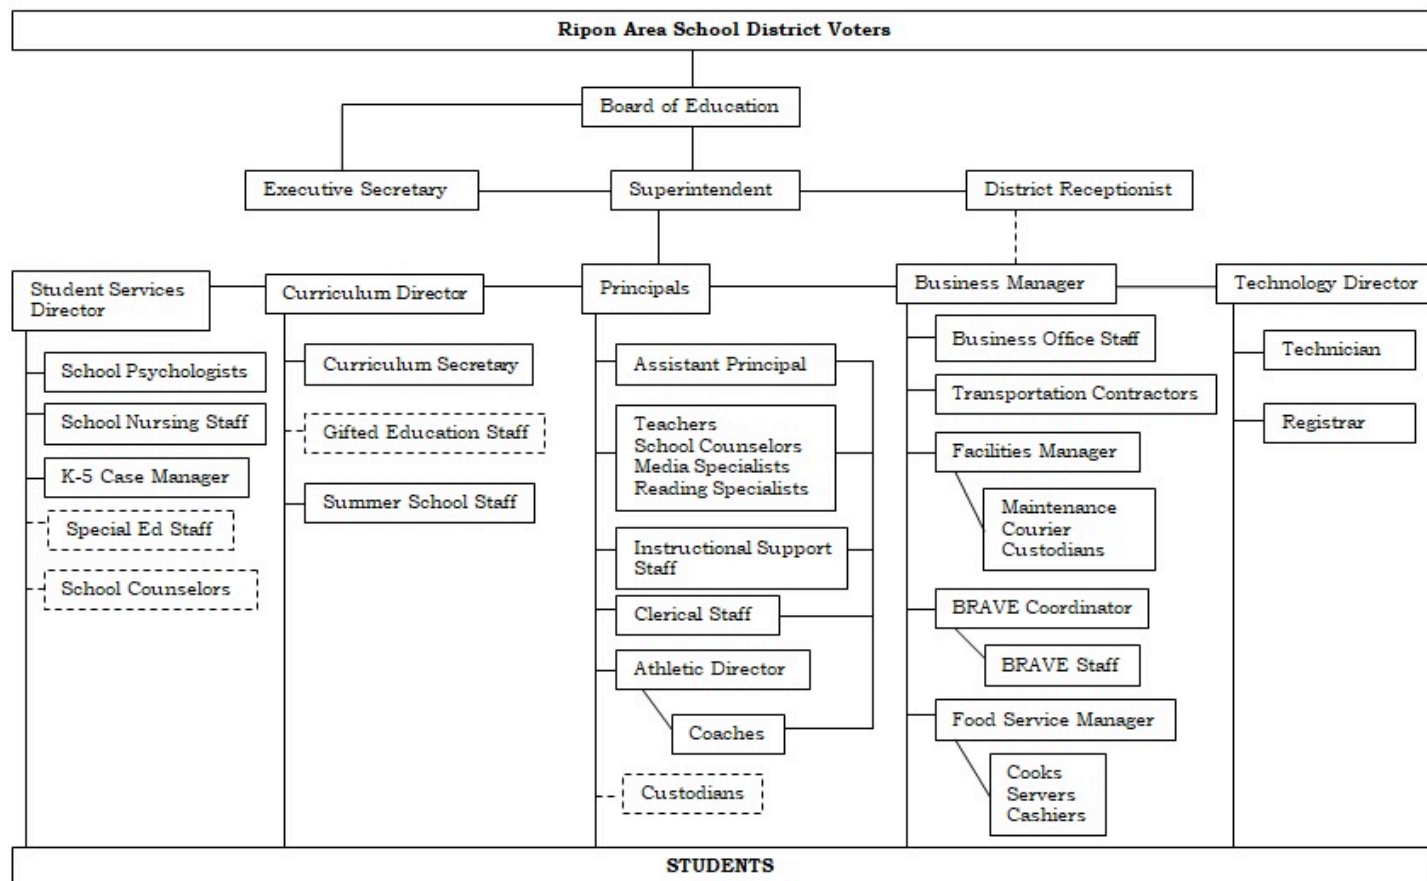 Ripon Area School District Voters
Board of Education
Executive Secretary
Superintendent
District Receptionist
Student Services
Director
Curriculum Director
Principals
Business Manager
Technology Director
School Psychologists
School Nursing Staff
K-5 Case Manager
Special Ed Staff
School Counselors
Curriculum Secretary
Gifted Education Staff
Summer School Staff
Assistant Principal
Teachers
School Counselors
Media Specialists
Reading Specialists
Instructional Support
Staff
Clerical Staff
Athletic Director
Coaches
Custodians
Business Office Staff
Transportation Contractors
Facilities Manager
Maintenance
Courier
Custodians
BRAVE Coordinator
BRAVE Staff
Food Service Manager
Cooks
Servers
Cashiers
Technician
Registrar
STUDENTS